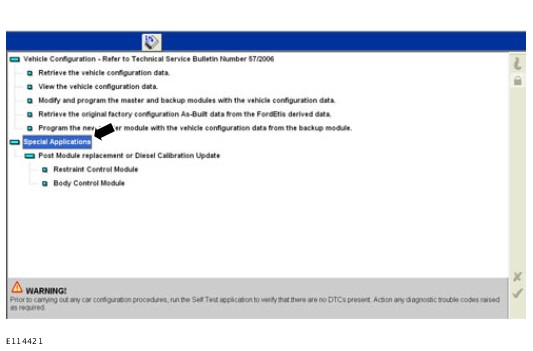 Vehicle Configuration - Refer to Technical Service Bulletin Number 57/2006
Retrieve the vehicle configuration data.
View the vehicle configuration data.
Modify and program the master and backup modules with the vehicle configuration data.
Retrieve the original factory configuration As-Built data from the FordEtis derived data.
Program the new er module with the vehicle configuration data from the backup module.
Special Applications
Post Module replacement or Diesel Calibration Update
Restraint Control Module
Body Control Module
WARNING!
Prior to carrying out any car configuration procedures, run the Self Test application to verify that there are no DTCs present. Action any diagnostic trouble codes raised
as required.
E114421